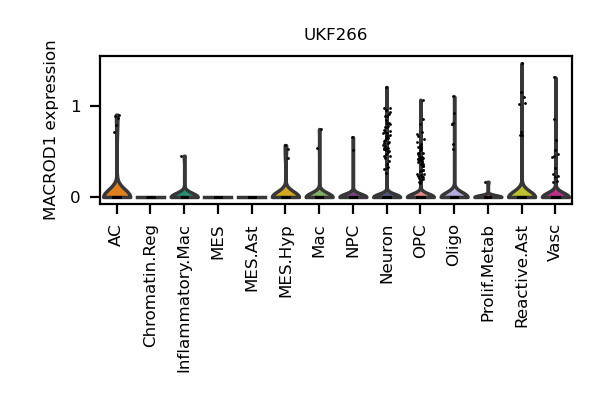 UKF266
MACROD1 expression
1
0
AC
Chromatin.Reg
Inflammatory.Mac
MES
MES.Ast
MES.Hyp
Mac
NPC
Neuron
OPC
Oligo
Prolif.Metab
Reactive.Ast
Vasc